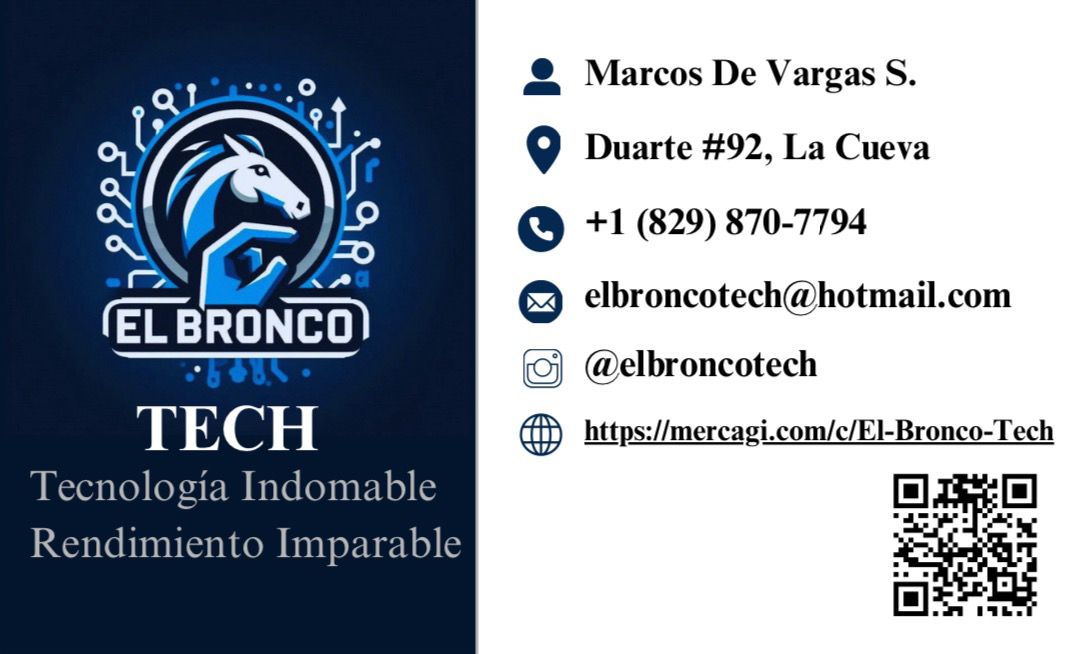 EL BRONCO
TECH
Tecnología Indomable
Rendimiento Imparable
Marcos De Vargas S.
Duarte #92, La Cueva
+1 (829) 870-7794
elbroncotech@hotmail.com
@elbroncotech
https://mercagi.com/c/El-Bronco-Tech